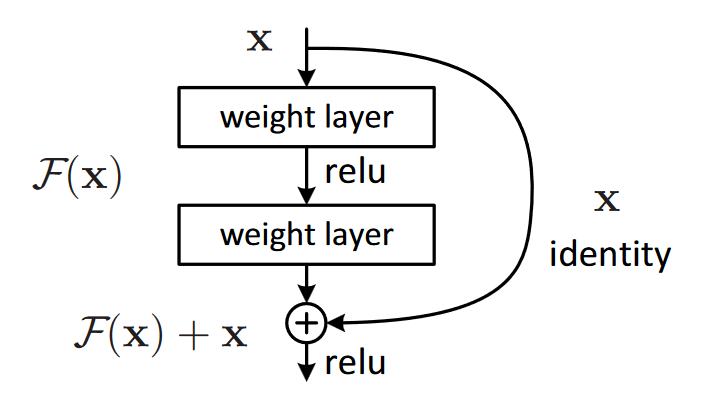 x
weight layer
F(x)
relu
x
weight layer
identity
F(x) + x
relu